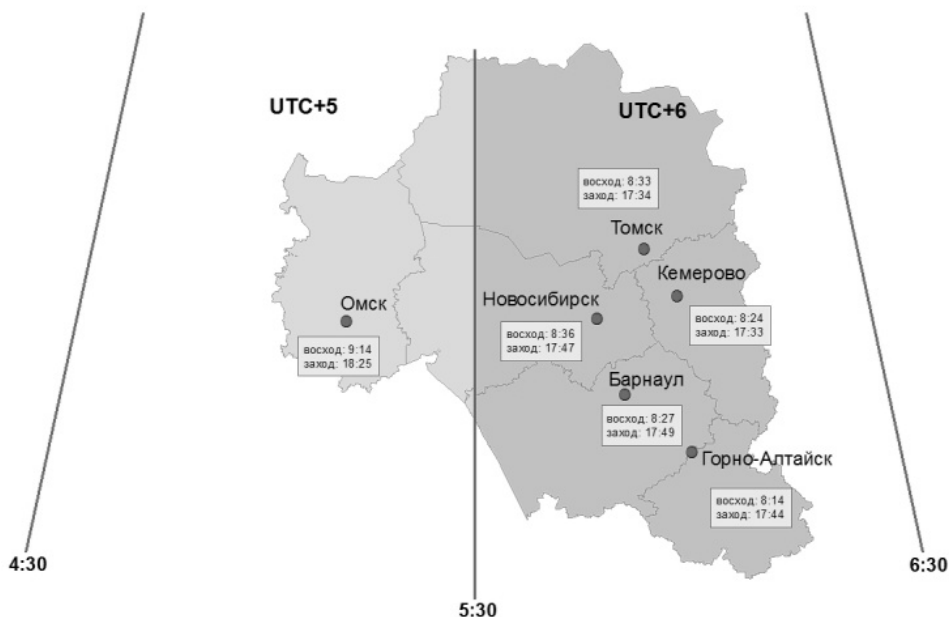 UTC+5
UTC+6
восход: 8:33
заход: 17:34
Томск
Кемерово
Новосибирск
Омск
восход: 8:24
заход: 17:33
восход: 8:36
заход: 17:47
восход: 9:14
заход: 18:25
Барнаул
восход: 8:27
заход: 17:49
Горно-Алтайск
восход: 8:14
заход: 17:44
4:30
6:30
5:30